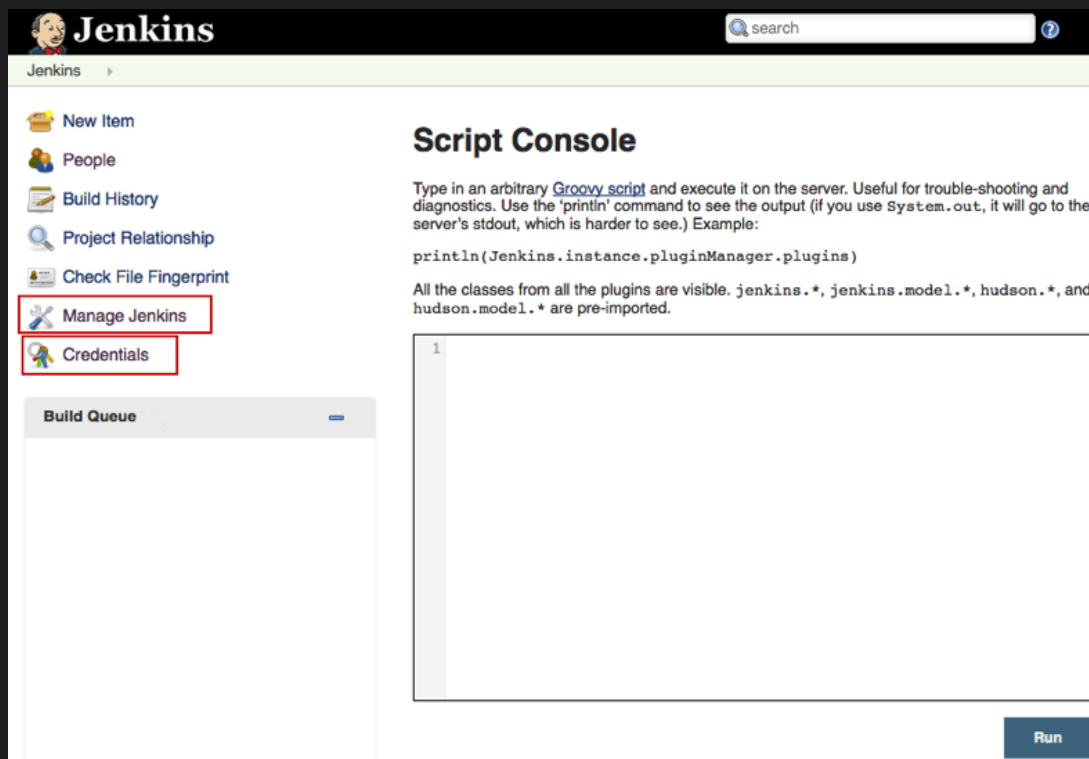 Jenkins
search
Jenkins
New Item
People
Build History
Project Relationship
Check File Fingerprint
Manage Jenkins
Credentials
Build Queue
Script Console
Type in an arbitrary Groovy script and execute it on the server. Useful for trouble-shooting and
diagnostics. Use the ‘println’ command to see the output (if you use System.out, it will go to the
server's stdout, which is harder to see.) Example:
println(Jenkins.instance.pluginManager.plugins)
All the classes from all the plugins are visible. jenkins.*, jenkins.model.*, hudson.*, and
hudson.model.* are pre-imported.
1
Run